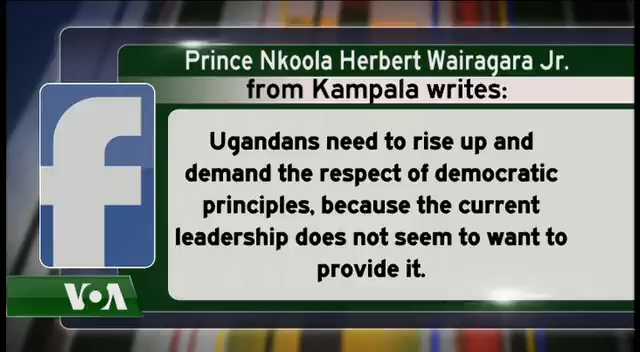 Prince Nkoola Herbert Wairagara Jr.
from Kampala writes:
Ugandans need to rise up and
demand the respect of democratic
principles, because the current
leadership does not seem to want to
provide it.
f
VOA